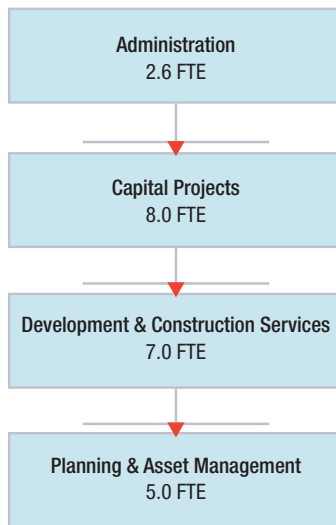 Administration
2.6 FTE
Capital Projects
8.0 FTE
Development & Construction Services
7.0 FTE
Planning & Asset Management
5.0 FTE